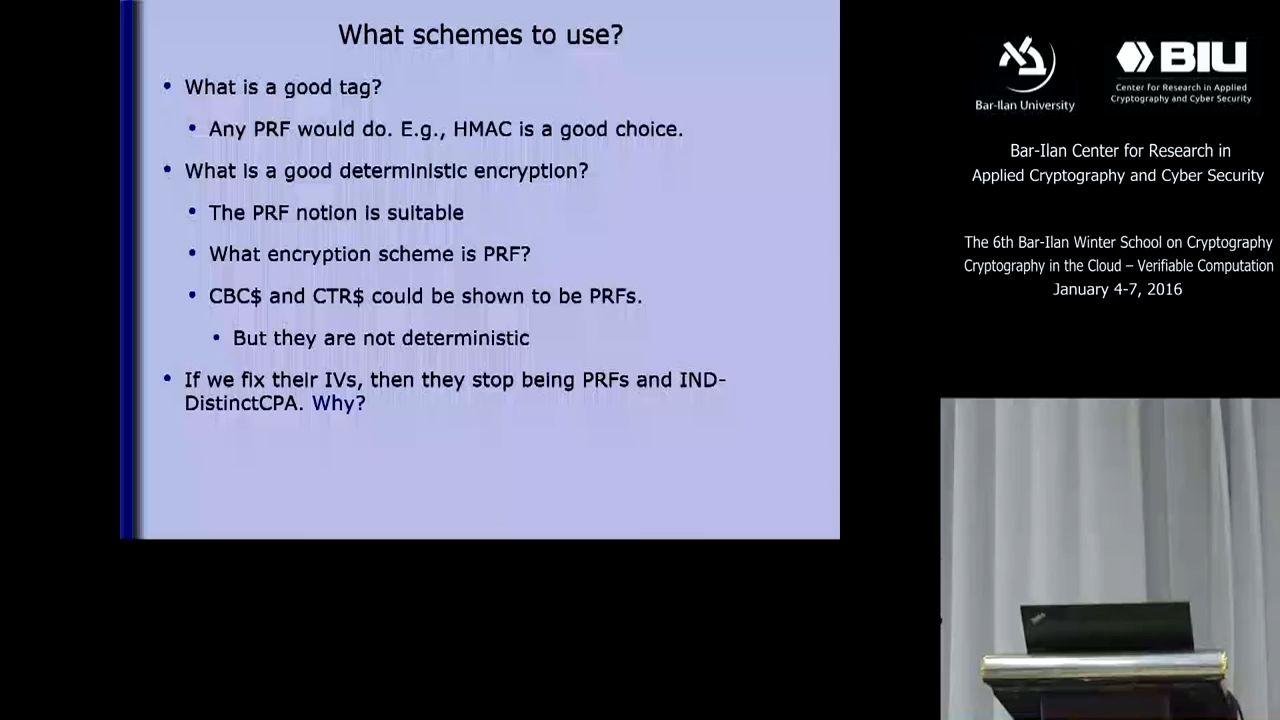 What schemes to use?
• What is a good tag?
• Any PRF would do. E.g., HMAC is a good choice.
• What is a good deterministic encryption?
• The PRF notion is suitable
• What encryption scheme is PRF?
• CBC$ and CTR$ could be shown to be PRFs.
• But they are not deterministic
• If we fix their IVs, then they stop being PRFs and IND-
DistinctCPA. Why?
Bar-Ilan University
BIU
Center for Research in Applied
Cryptography and Cyber Security
Bar-Ilan Center for Research in
Applied Cryptography and Cyber Security
The 6th Bar-Ilan Winter School on Cryptography
Cryptography in the Cloud – Verifiable Computation
January 4-7, 2016